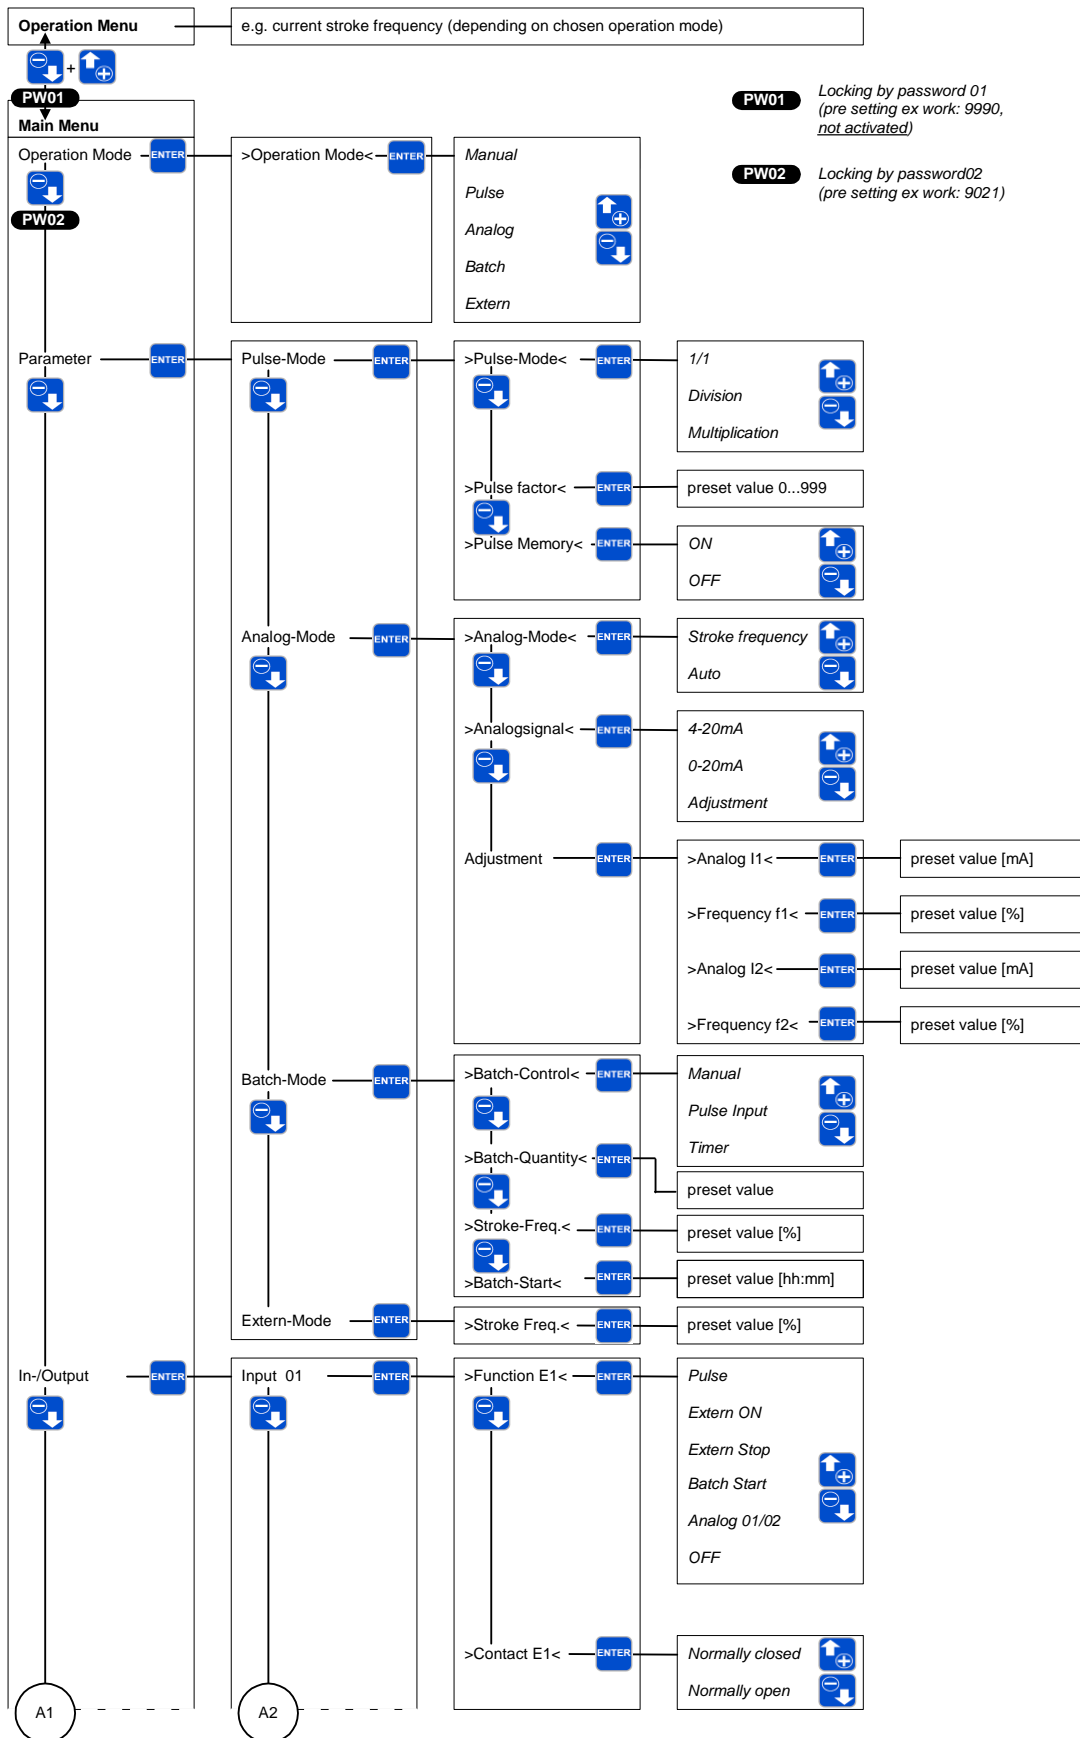 Operation Menu
e.g. current stroke frequency (depending on chosen operation mode)
+
PW01
Main Menu
PW01
Locking by password 01
(pre setting ex work: 9990,
not activated)
PW02
Locking by password02
(pre setting ex work: 9021)
Operation Mode
ENTER
>Operation Mode<
ENTER
Manual
Pulse
Analog
Batch
Extern
PW02
Parameter
ENTER
Pulse-Mode
ENTER
>Pulse-Mode<
ENTER
1/1
Division
Multiplication
>Pulse factor<
ENTER
preset value 0...999
>Pulse Memory<
ENTER
ON
OFF
Analog-Mode
ENTER
>Analog-Mode<
ENTER
Stroke frequency
Auto
>Analogsignal<
ENTER
4-20mA
0-20mA
Adjustment
Adjustment
ENTER
>Analog I1<
ENTER
preset value [mA]
>Frequency f1<
ENTER
preset value [%]
>Analog I2<
ENTER
preset value [mA]
>Frequency f2<
ENTER
preset value [%]
Batch-Mode
ENTER
>Batch-Control<
ENTER
Manual
Pulse Input
Timer
>Batch-Quantity<
ENTER
preset value
>Stroke-Freq.<
ENTER
preset value [%]
>Batch-Start<
ENTER
preset value [hh:mm]
Extern-Mode
ENTER
>Stroke Freq.<
ENTER
preset value [%]
In-/Output
ENTER
Input 01
ENTER
>Function E1<
ENTER
Pulse
Extern ON
Extern Stop
Batch Start
Analog 01/02
OFF
>Contact E1<
ENTER
Normally closed
Normally open
A1
A2